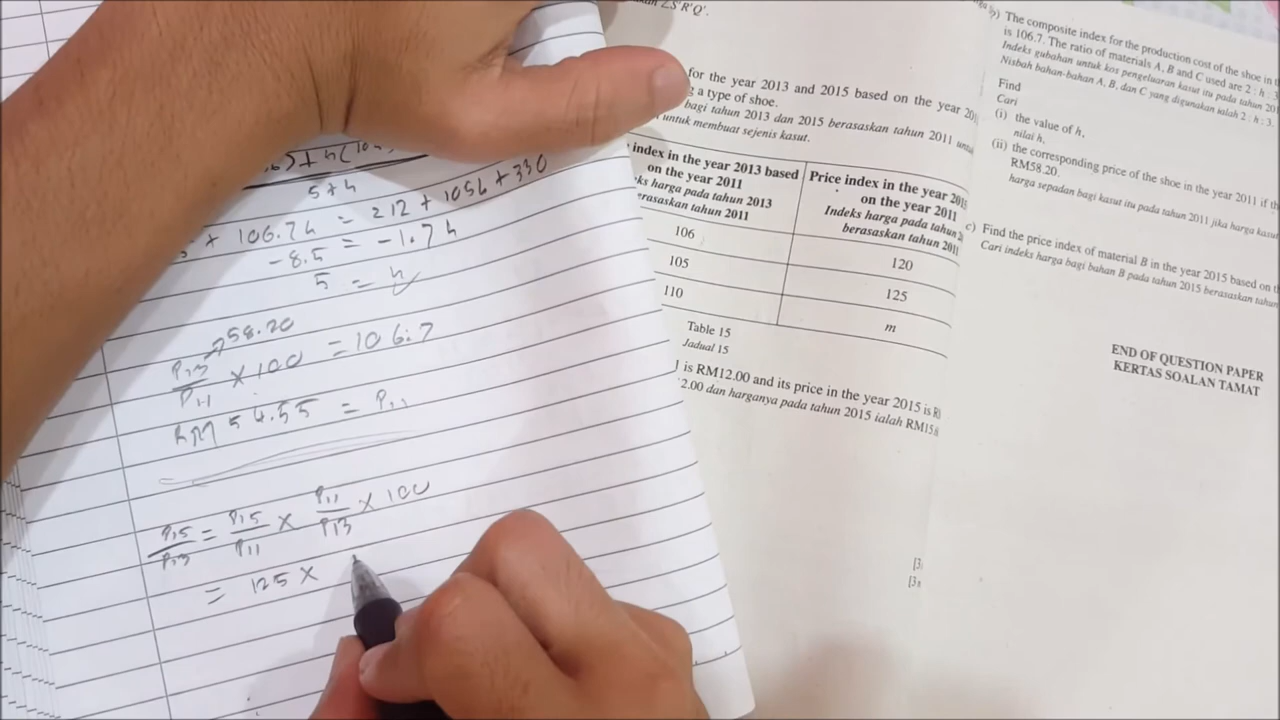 5 + h
106.7h = 212 + 105h + 330
-8.5 = -1.7h
5 = h
58.20
P13/P11 × 100 = 106.7
RM 54.55 = P11
P15/P13 = P15/P11 × P11/P13 × 100
= 125 ×
∠S'R'Q'.
for the year 2013 and 2015 based on the year
a type of shoe.
bagi tahun 2013 dan 2015 berasaskan tahun 2011
untuk membuat sejenis kasut.
index in the year 2013 based
on the year 2011
harga pada tahun 2013
tahun 2011
Price index in the year
on the year 2011
Indeks harga pada tahun
berasaskan tahun
106
120
105
125
110
m
Table 15
Jadual 15
is RM12.00 and its price in the year 2015 is
2.00 dan harganya pada tahun 2015 ialah
The composite index for the production cost of the shoe in
is 106.7. The ratio of materials A, B and C used are 2 : h : 3
Indeks gubahan untuk kos pengeluaran kasut itu pada tahun
Nisbah bahan-bahan A, B, dan C yang digunakan ialah 2 : h : 3.
Find
Cari
(i) the value of h,
nilai h,
(ii) the corresponding price of the shoe in the year 2011 if
RM58.20.
harga sepadan bagi kasut itu pada tahun 2011 jika harga
c) Find the price index of material B in the year 2015 based on
Cari indeks harga bagi bahan B pada tahun 2015 berasaskan
END OF QUESTION PAPER
KERTAS SOALAN TAMAT